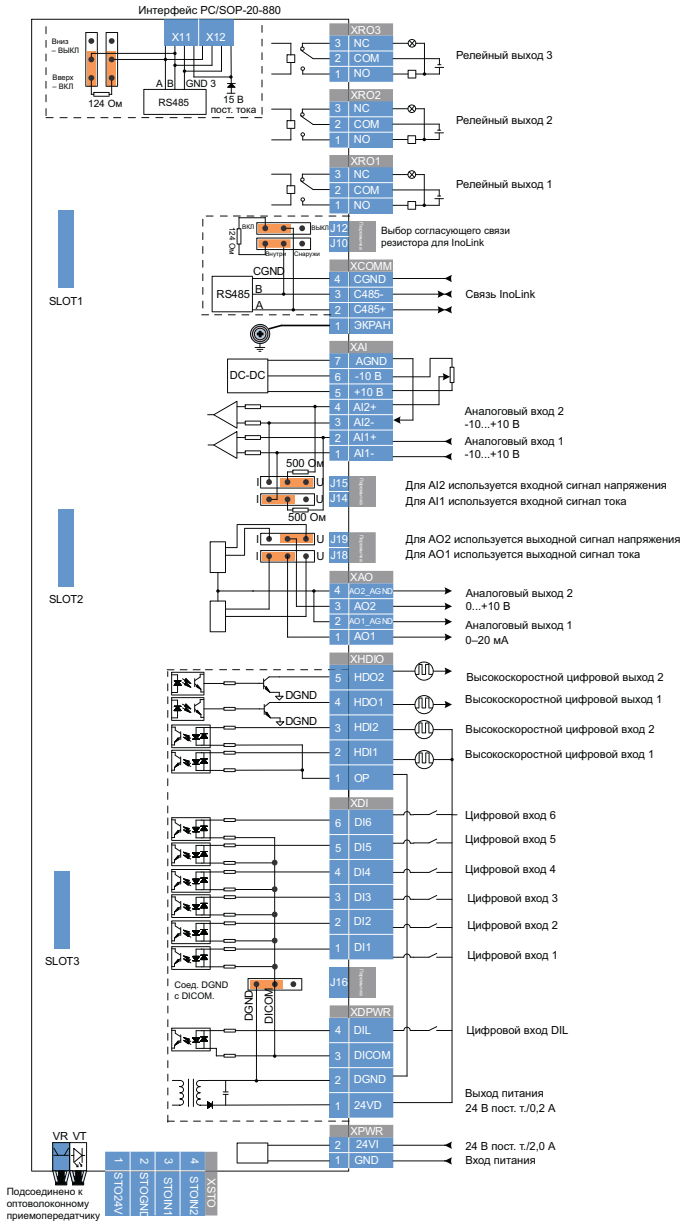 Интерфейс PC/SOP-20-880
X11 X12
Вниз
– ВЫКЛ
Вверх
– ВКЛ
124 Ом
A B GND 3
RS485
15 В
пост. тока
XRO3
3 NC
2 COM
1 NO
Релейный выход 3
XRO2
3 NC
2 COM
1 NO
Релейный выход 2
XRO1
3 NC
2 COM
1 NO
Релейный выход 1
SLOT1
124 Ом
ВКЛ
ВЫКЛ
J12
J10
Внутри
Снаружи
Выбор согласующего связи
резистора для InoLink
XCOMM
RS485
CGND
B
A
4 CGND
3 C485-
2 C485+
1 ЭКРАН
Связь InoLink
XAI
DC-DC
7 AGND
6 -10 В
5 +10 В
4 AI2+
3 AI2-
2 AI1+
1 AI1-
Аналоговый вход 2
-10...+10 В
Аналоговый вход 1
-10...+10 В
500 Ом
I U J15
I U J14
500 Ом
Для AI2 используется входной сигнал напряжения
Для AI1 используется входной сигнал тока
I U J19
I U J18
Для AO2 используется выходной сигнал напряжения
Для AO1 используется выходной сигнал тока
SLOT2
XAO
4 AO2_AGND
3 AO2
2 AO1_AGND
1 AO1
Аналоговый выход 2
0...+10 В
Аналоговый выход 1
0–20 мА
XHDIO
5 HDO2
4 HDO1
3 HDI2
2 HDI1
1 OP
DGND
DGND
Высокоскоростной цифровой выход 2
Высокоскоростной цифровой выход 1
Высокоскоростной цифровой вход 2
Высокоскоростной цифровой вход 1
XDI
6 DI6
5 DI5
4 DI4
3 DI3
2 DI2
1 DI1
Цифровой вход 6
Цифровой вход 5
Цифровой вход 4
Цифровой вход 3
Цифровой вход 2
Цифровой вход 1
SLOT3
Соед. DGND
с DICOM.
DGND
DICOM
J16
XDPWR
4 DIL
3 DICOM
2 DGND
1 24VD
Цифровой вход DIL
Выход питания
24 В пост. т./0,2 А
XPWR
2 24VI
1 GND
24 В пост. т./2,0 А
Вход питания
VR VT
Подсоединено к
оптоволоконному
приемопередатчику
1 STO24V
2 STOGND
3 STOIN1
4 STOIN2
XSTO